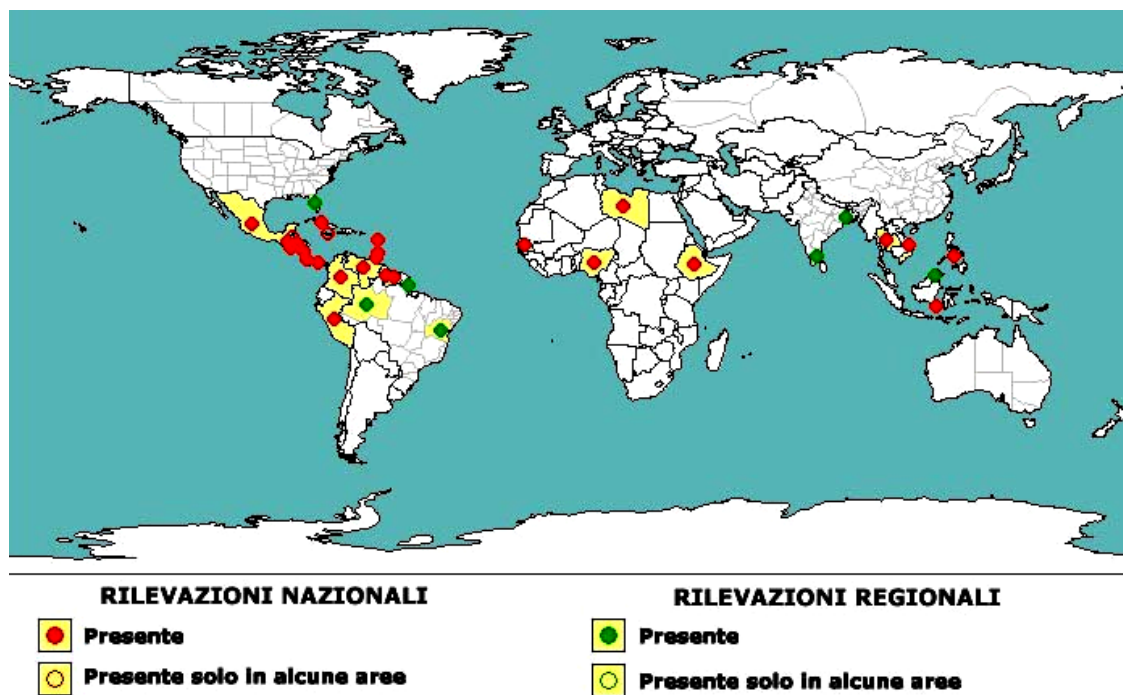 RILEVAZIONI NAZIONALI
Presente
Presente solo in alcune aree
RILEVAZIONI REGIONALI
Presente
Presente solo in alcune aree